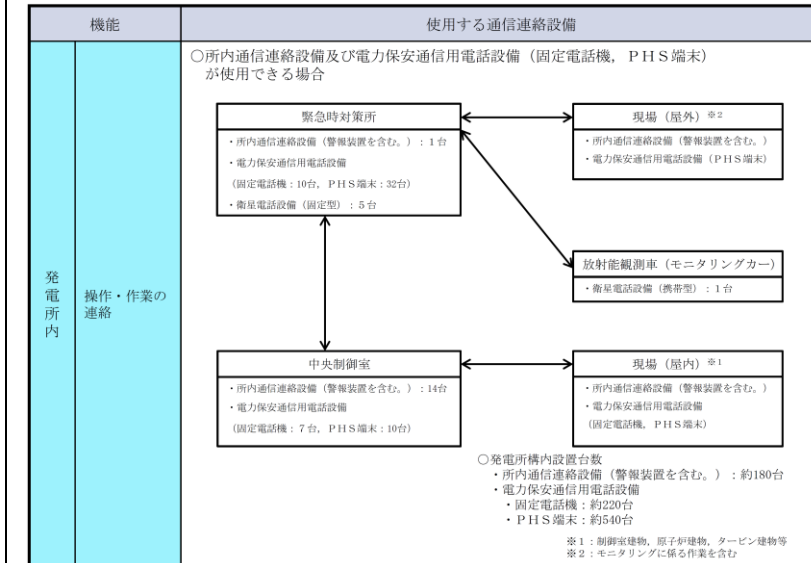 機能
使用する通信連絡設備
発電所内
操作・作業の
連絡
○所内通信連絡設備及び電力保安通信用電話設備（固定電話機，ＰＨＳ端末）
が使用できる場合
緊急時対策所
・所内通信連絡設備（警報装置を含む。）：１台
・電力保安通信用電話設備
（固定電話機：10台，ＰＨＳ端末：32台）
・衛星電話設備（固定型）：５台
現場（屋外）※２
・所内通信連絡設備（警報装置を含む。）
・電力保安通信用電話設備（ＰＨＳ端末）
放射能観測車（モニタリングカー）
・衛星電話設備（携帯型）：１台
中央制御室
・所内通信連絡設備（警報装置を含む。）：14台
・電力保安通信用電話設備
（固定電話機：７台，ＰＨＳ端末：10台）
現場（屋内）※１
・所内通信連絡設備（警報装置を含む。）
・電力保安通信用電話設備
（固定電話機，ＰＨＳ端末）
○発電所構内設置台数
・所内通信連絡設備（警報装置を含む。）：約180台
・電力保安通信用電話設備
・固定電話機：約220台
・ＰＨＳ端末：約540台
※１：制御室建物，原子炉建物，タービン建物等
※２：モニタリングに係る作業を含む